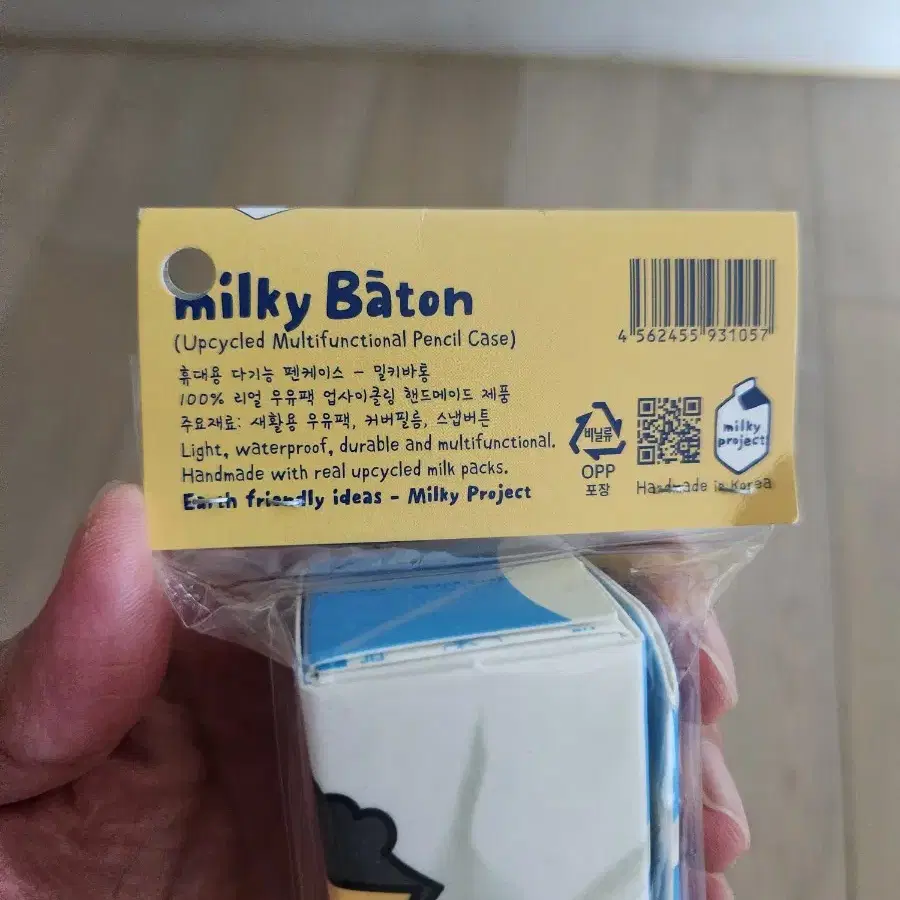 milky Bāton
(Upcycled Multifunctional Pencil Case)
휴대용 다기능 펜케이스 - 밀키바통
100% 리얼 우유팩 업사이클링 핸드메이드 제품
주요재료: 새활용 우유팩, 커버필름, 스냅버튼
Light, waterproof, durable and multifunctional.
Handmade with real upcycled milk packs.
Earth friendly ideas - Milky Project
4 562455 931057
비닐류
OPP
포장
milky
project
Handmade in Korea